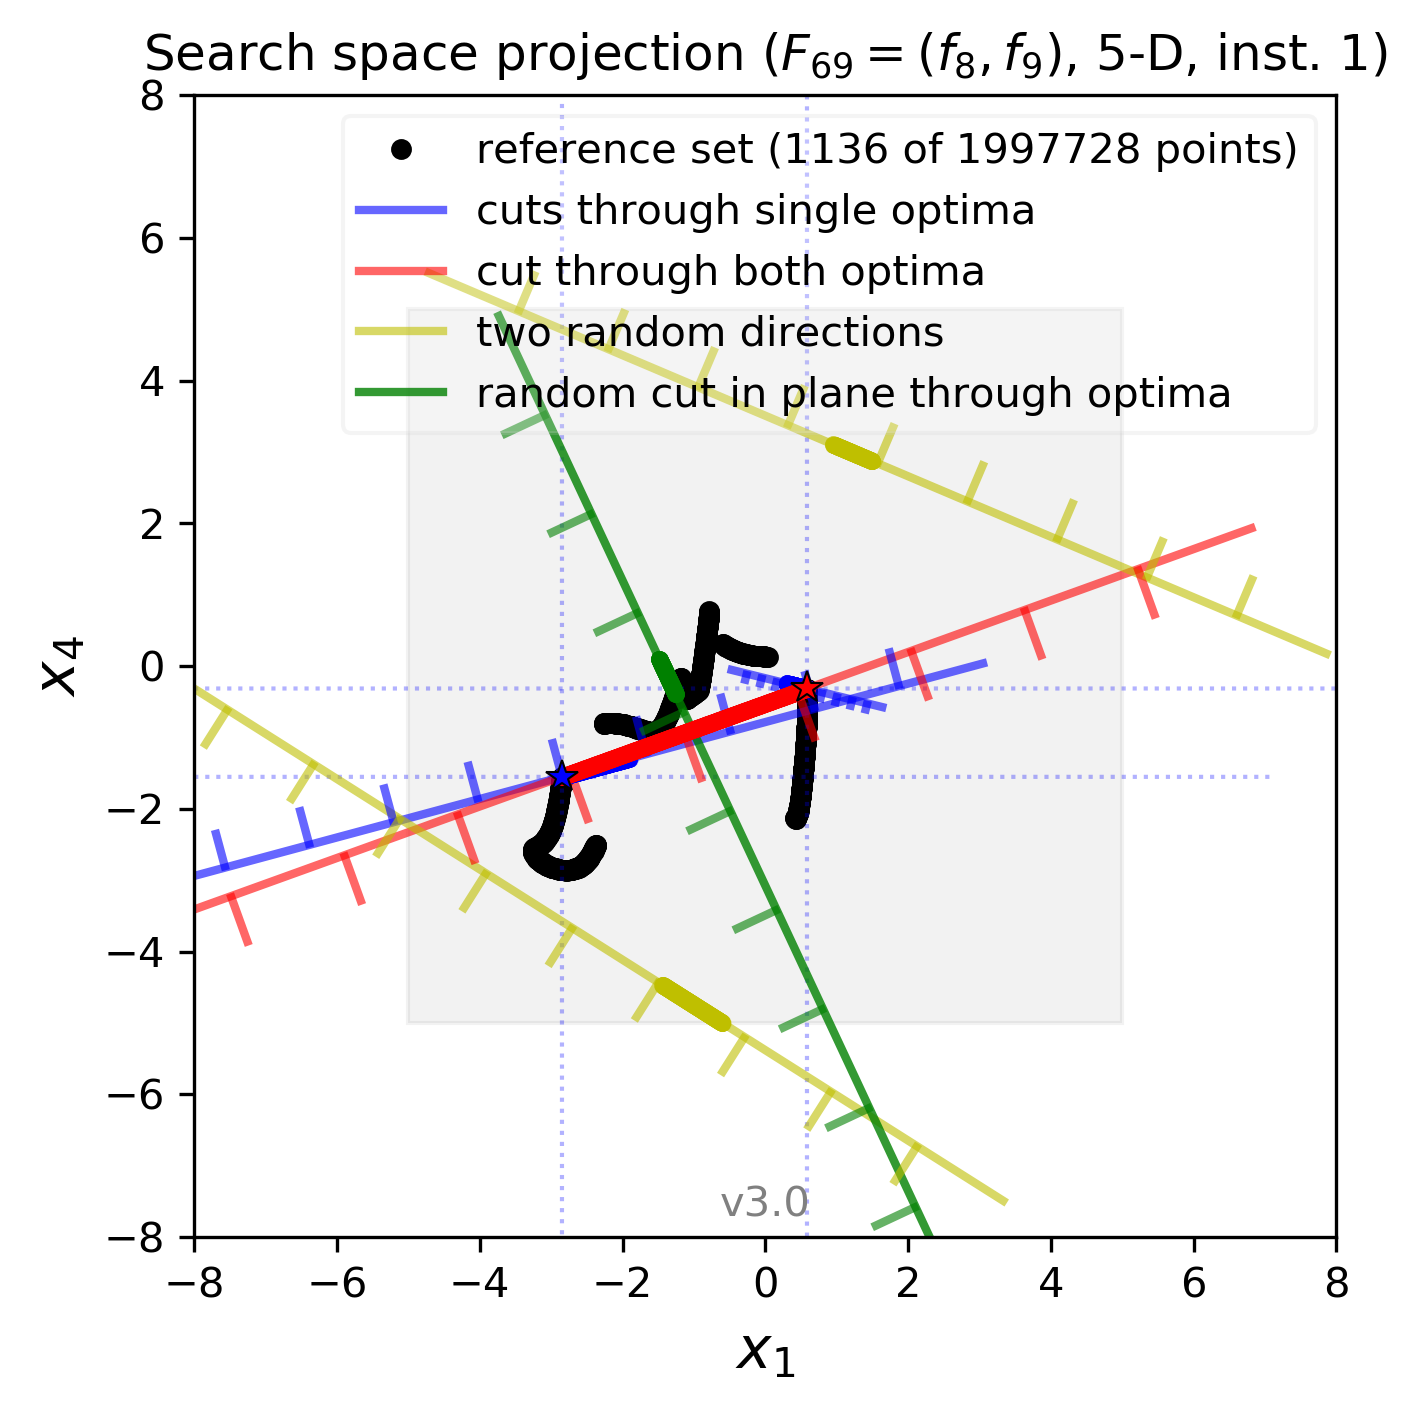 Search space projection (F₆₉ = (f₈, f₉), 5-D, inst. 1)
reference set (1136 of 1997728 points)
cuts through single optima
cut through both optima
two random directions
random cut in plane through optima
8
6
4
2
0
−2
−4
−6
−8
x₄
v3.0
−8 −6 −4 −2 0 2 4 6 8
x₁